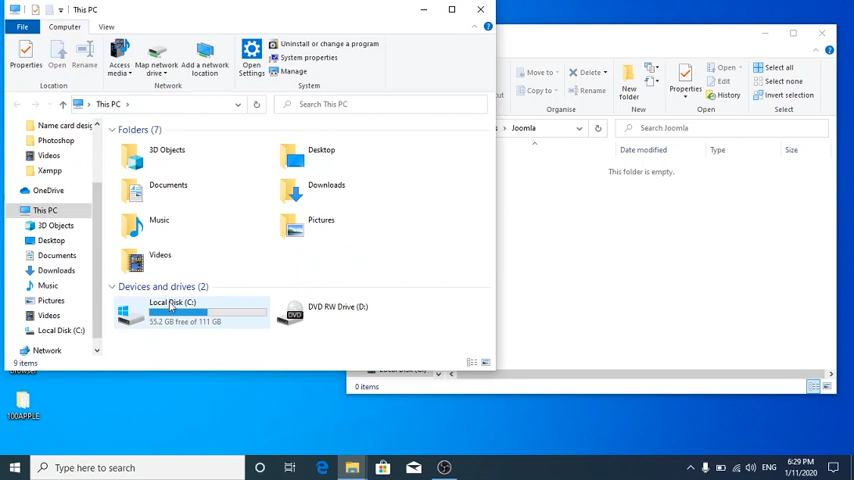 This PC
File
Computer
View
Properties
Open
Rename
Access media
Map network drive
Add a network location
Open Settings
Uninstall or change a program
System properties
Manage
Location
Network
System
This PC
Search This PC
Name card desig
Photoshop
Videos
Xampp
OneDrive
This PC
3D Objects
Desktop
Documents
Downloads
Music
Pictures
Videos
Local Disk (C:)
Network
Folders (7)
3D Objects
Desktop
Documents
Downloads
Music
Pictures
Videos
Devices and drives (2)
Local Disk (C:)
55.2 GB free of 111 GB
DVD RW Drive (D:)
DVD
9 items
Move to
Copy to
Delete
Rename
Organise
New folder
New
Properties
Open
Edit
History
Open
Select all
Select none
Invert selection
Select
Joomla
Search Joomla
Date modified
Type
Size
This folder is empty.
0 items
100APPLE
Type here to search
ENG
6:29 PM
1/11/2020